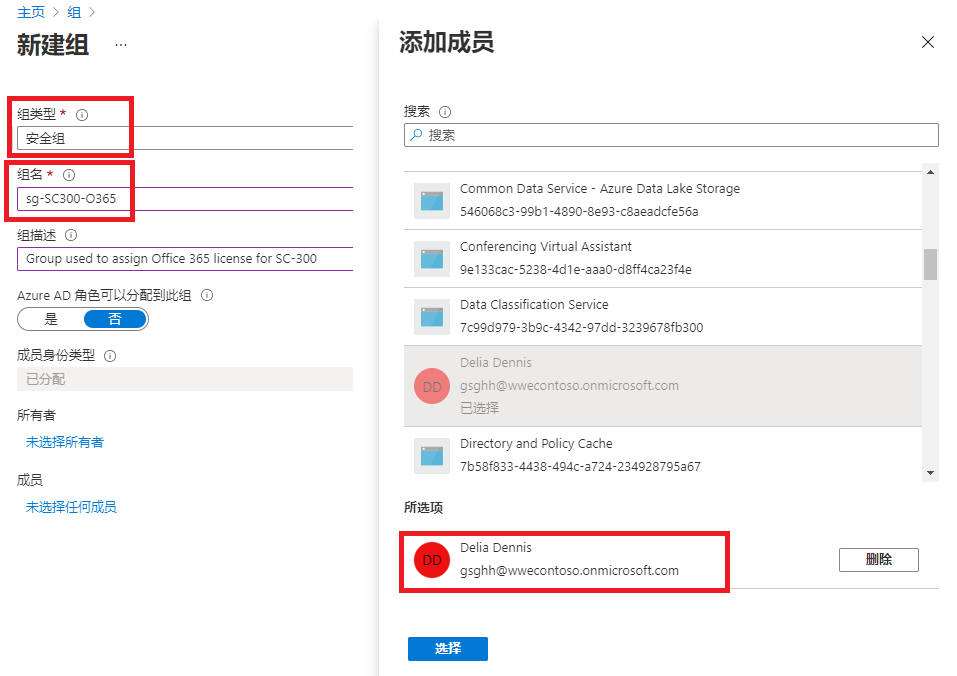 主页 > 组 >
新建组 ...
组类型 *
安全组
组名 *
sg-SC300-O365
组描述
Group used to assign Office 365 license for SC-300
Azure AD 角色可以分配到此组
是 否
成员身份类型
已分配
所有者
未选择所有者
成员
未选择任何成员
添加成员
搜索
搜索
Common Data Service - Azure Data Lake Storage
546068c3-99b1-4890-8e93-c8aeadcfe56a
Conferencing Virtual Assistant
9e133cac-5238-4d1e-aaa0-d8ff4ca23f4e
Data Classification Service
7c99d979-3b9c-4342-97dd-3239678fb300
DD
Delia Dennis
gsghh@wwecontoso.onmicrosoft.com
已选择
Directory and Policy Cache
7b58f833-4438-494c-a724-234928795a67
所选项
DD
Delia Dennis
gsghh@wwecontoso.onmicrosoft.com
删除
选择